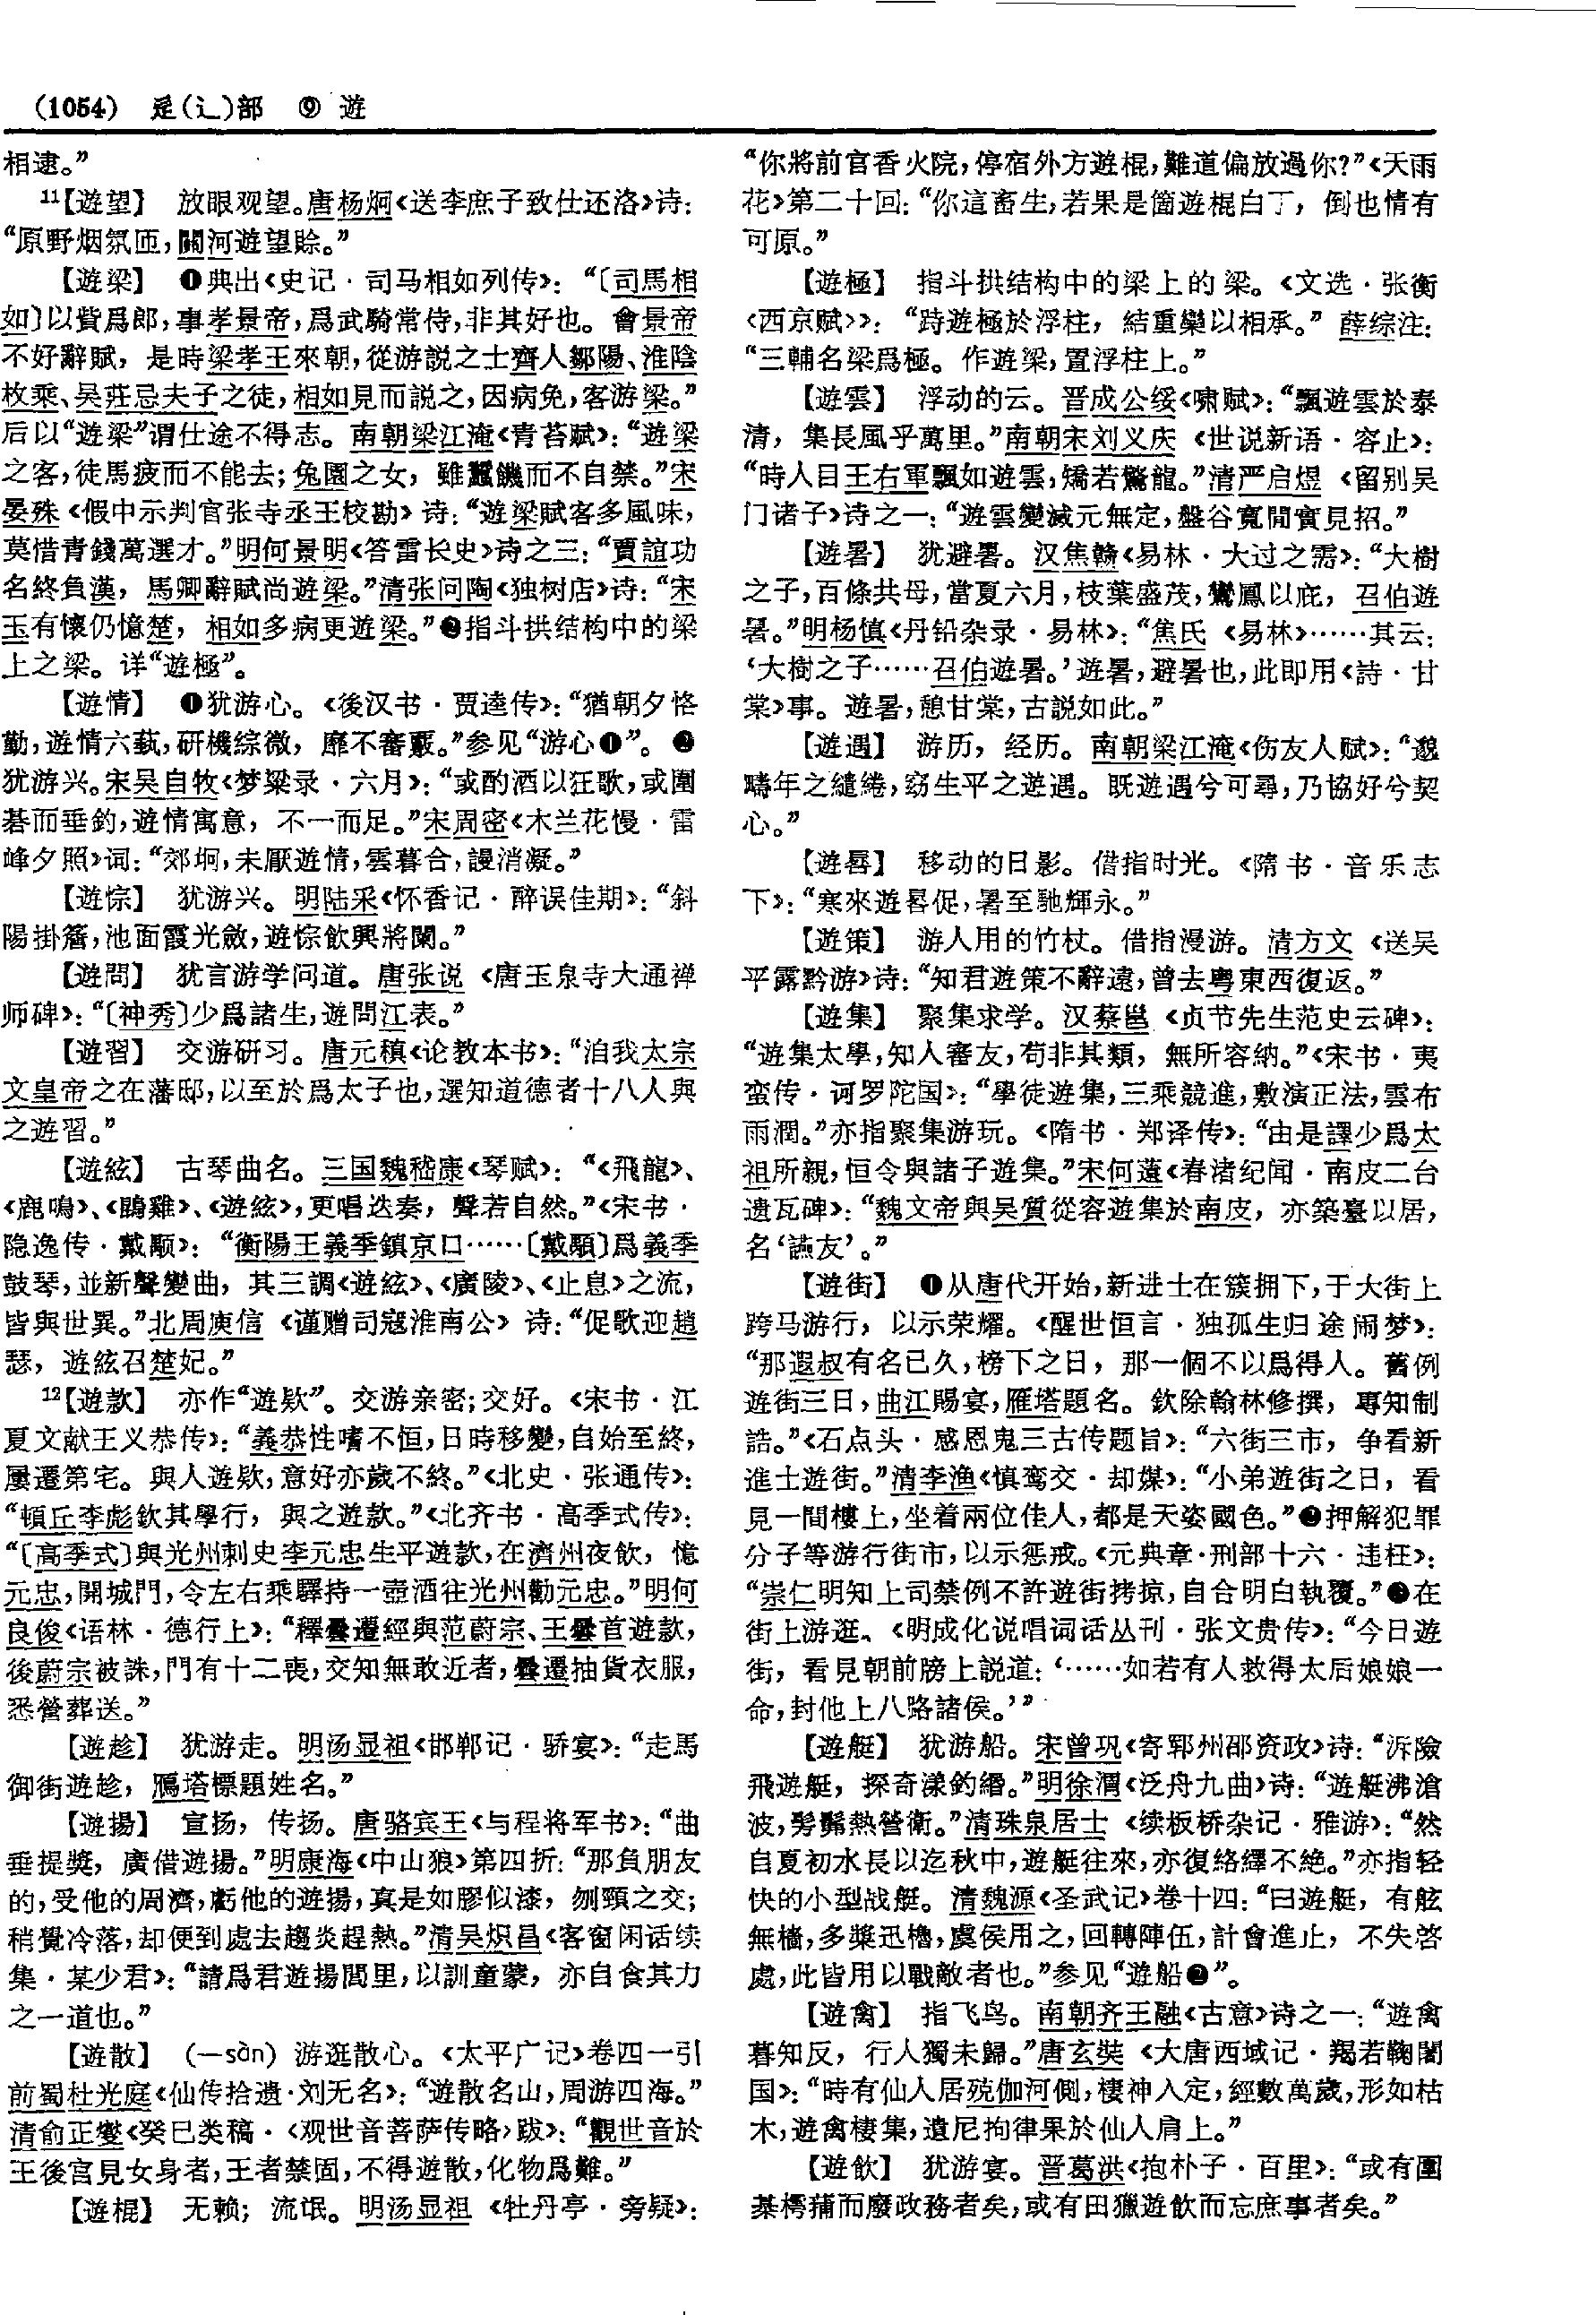 (1054) 辵(辶)部 ⑨ 遊
相逮。”
11【遊望】 放眼观望。唐杨炯《送李庶子致仕还洛》诗：
“原野烟氛匝，關河遊望賒。”
【遊梁】 ❶典出《史记·司马相如列传》：“〔司馬相
如〕以貲爲郎，事孝景帝，爲武騎常侍，非其好也。會景帝
不好辭賦，是時梁孝王來朝，從游説之士齊人鄒陽、淮陰
枚乘、吴莊忌夫子之徒，相如見而説之，因病免，客游梁。”
后以“遊梁”谓仕途不得志。南朝梁江淹《青苔赋》：“遊梁
之客，徒馬疲而不能去；兔園之女，雖蠶饑而不自禁。”宋
晏殊《假中示判官张寺丞王校勘》诗：“遊梁賦客多風味，
莫惜青錢萬選才。”明何景明《答雷长史》诗之三：“賈誼功
名終負漢，馬卿辭賦尚遊梁。”清张问陶《独树店》诗：“宋
玉有懷仍憶楚，相如多病更遊梁。”❷指斗拱结构中的梁
上之梁。详“遊極”。
【遊情】 ❶犹游心。《後汉书·贾逵传》：“猶朝夕恪
勤，遊情六蓺，研機综微，靡不審覈。”参见“游心❶”。❷
犹游兴。宋吴自牧《梦粱录·六月》：“或酌酒以狂歌，或圍
碁而垂釣，遊情寓意，不一而足。”宋周密《木兰花慢·雷
峰夕照》词：“郊坰，未厭遊情，雲暮合，謾消凝。”
【遊悰】 犹游兴。明陆采《怀香记·醉误佳期》：“斜
陽掛簷，池面霞光斂，遊悰飲興將闌。”
【遊問】 犹言游学问道。唐张说《唐玉泉寺大通禅
师碑》：“〔神秀〕少爲諸生，遊問江表。”
【遊習】 交游研习。唐元稹《论教本书》：“洎我太宗
文皇帝之在藩邸，以至於爲太子也，選知道德者十八人與
之遊習。”
【遊絃】 古琴曲名。三国魏嵇康《琴赋》：“《飛龍》、
《鹿鳴》、《鵾雞》、《遊絃》，更唱迭奏，聲若自然。”《宋书·
隐逸传·戴颙》：“衡陽王義季鎮京口……〔戴顒〕爲義季
鼓琴，並新聲變曲，其三調《遊絃》、《廣陵》、《止息》之流，
皆與世異。”北周庾信《谨赠司寇淮南公》诗：“促歌迎趙
瑟，遊絃召楚妃。”
12【遊款】 亦作“遊欵”。交游亲密；交好。《宋书·江
夏文献王义恭传》：“義恭性嗜不恒，日時移變，自始至終，
屢遷第宅。與人遊欵，意好亦歲不終。”《北史·张通传》：
“頓丘李彪欽其學行，與之遊款。”《北齐书·高季式传》：
“〔高季式〕與光州刺史李元忠生平遊款，在濟州夜飲，憶
元忠，開城門，令左右乘驛持一壺酒往光州勸元忠。”明何
良俊《语林·德行上》：“釋曇遷經與范蔚宗、王曇首遊款，
後蔚宗被誅，門有十二喪，交知無敢近者，曇遷抽貨衣服，
悉營葬送。”
【遊趁】 犹游走。明汤显祖《邯郸记·骄宴》：“走馬
御街遊趁，鴈塔標題姓名。”
【遊揚】 宣扬，传扬。唐骆宾王《与程将军书》：“曲
垂提獎，廣借遊揚。”明康海《中山狼》第四折：“那負朋友
的，受他的周濟，虧他的遊揚，真是如膠似漆，刎頸之交；
稍覺冷落，却便到處去趨炎趕熱。”清吴炽昌《客窗闲话续
集·某少君》：“請爲君遊揚閭里，以訓童蒙，亦自食其力
之一道也。”
【遊散】 (—sàn) 游逛散心。《太平广记》卷四一引
前蜀杜光庭《仙传拾遗·刘无名》：“遊散名山，周游四海。”
清俞正燮《癸巳类稿·〈观世音菩萨传略〉跋》：“觀世音於
王後宫見女身者，王者禁固，不得遊散，化物爲難。”
【遊棍】 无赖；流氓。明汤显祖《牡丹亭·旁疑》：
“你將前官香火院，停宿外方遊棍，難道偏放過你？”《天雨
花》第二十回：“你這畜生，若果是箇遊棍白丁，倒也情有
可原。”
【遊極】 指斗拱结构中的梁上的梁。《文选·张衡
〈西京赋〉》：“跱遊極於浮柱，結重欒以相承。”薛综注：
“三輔名梁爲極。作遊梁，置浮柱上。”
【遊雲】 浮动的云。晋成公绥《啸赋》：“飄遊雲於泰
清，集長風乎萬里。”南朝宋刘义庆《世说新语·容止》：
“時人目王右軍飄如遊雲，矯若驚龍。”清严启煜《留别吴
门诸子》诗之一：“遊雲變滅元無定，盤谷寬閒實見招。”
【遊暑】 犹避暑。汉焦赣《易林·大过之需》：“大樹
之子，百條共母，當夏六月，枝葉盛茂，鸞鳳以庇，召伯遊
暑。”明杨慎《丹铅杂录·易林》：“焦氏《易林》……其云：
‘大樹之子……召伯遊暑。’遊暑，避暑也，此即用《詩·甘
棠》事。遊暑，憩甘棠，古説如此。”
【遊遇】 游历，经历。南朝梁江淹《伤友人赋》：“邈
疇年之繾綣，窈生平之遊遇。既遊遇兮可尋，乃協好兮契
心。”
【遊晷】 移动的日影。借指时光。《隋书·音乐志
下》：“寒來遊晷促，暑至馳輝永。”
【遊策】 游人用的竹杖。借指漫游。清方文《送吴
平露黔游》诗：“知君遊策不辭遠，曾去粤東西復返。”
【遊集】 聚集求学。汉蔡邕《贞节先生范史云碑》：
“遊集太學，知人審友，苟非其類，無所容納。”《宋书·夷
蛮传·诃罗陀国》：“學徒遊集，三乘競進，敷演正法，雲布
雨潤。”亦指聚集游玩。《隋书·郑译传》：“由是譯少爲太
祖所親，恒令與諸子遊集。”宋何薳《春渚纪闻·南皮二台
遗瓦碑》：“魏文帝與吴質從容遊集於南皮，亦築臺以居，
名‘讌友’。”
【遊街】 ❶从唐代开始，新进士在簇拥下，于大街上
跨马游行，以示荣耀。《醒世恒言·独孤生归途闹梦》：
“那遐叔有名已久，榜下之日，那一個不以爲得人。舊例
遊街三日，曲江賜宴，雁塔題名。欽除翰林修撰，專知制
誥。”《石点头·感恩鬼三古传题旨》：“六街三市，争看新
進士遊街。”清李渔《慎鸾交·却媒》：“小弟遊街之日，看
見一間樓上，坐着兩位佳人，都是天姿國色。”❷押解犯罪
分子等游行街市，以示惩戒。《元典章·刑部十六·违枉》：
“崇仁明知上司禁例不許遊街拷掠，自合明白執覆。”❸在
街上游逛。《明成化说唱词话丛刊·张文贵传》：“今日遊
街，看見朝前膀上説道：‘……如若有人救得太后娘娘一
命，封他上八路諸侯。’”
【遊艇】 犹游船。宋曾巩《寄郓州邵资政》诗：“泝險
飛遊艇，探奇漾釣緡。”明徐渭《泛舟九曲》诗：“遊艇沸滄
波，髣髴熱營衛。”清珠泉居士《续板桥杂记·雅游》：“然
自夏初水長以迄秋中，遊艇往來，亦復絡繹不絶。”亦指轻
快的小型战艇。清魏源《圣武记》卷十四：“曰遊艇，有舷
無檣，多槳迅櫓，虞侯用之，回轉陣伍，計會進止，不失啓
處，此皆用以戰敵者也。”参见“遊船❷”。
【遊禽】 指飞鸟。南朝齐王融《古意》诗之一：“遊禽
暮知反，行人獨未歸。”唐玄奘《大唐西域记·羯若鞠闍
国》：“時有仙人居殑伽河側，棲神入定，經數萬歲，形如枯
木，遊禽棲集，遺尼拘律果於仙人肩上。”
【遊飲】 犹游宴。晋葛洪《抱朴子·百里》：“或有圍
棊樗蒱而廢政務者矣，或有田獵遊飲而忘庶事者矣。”